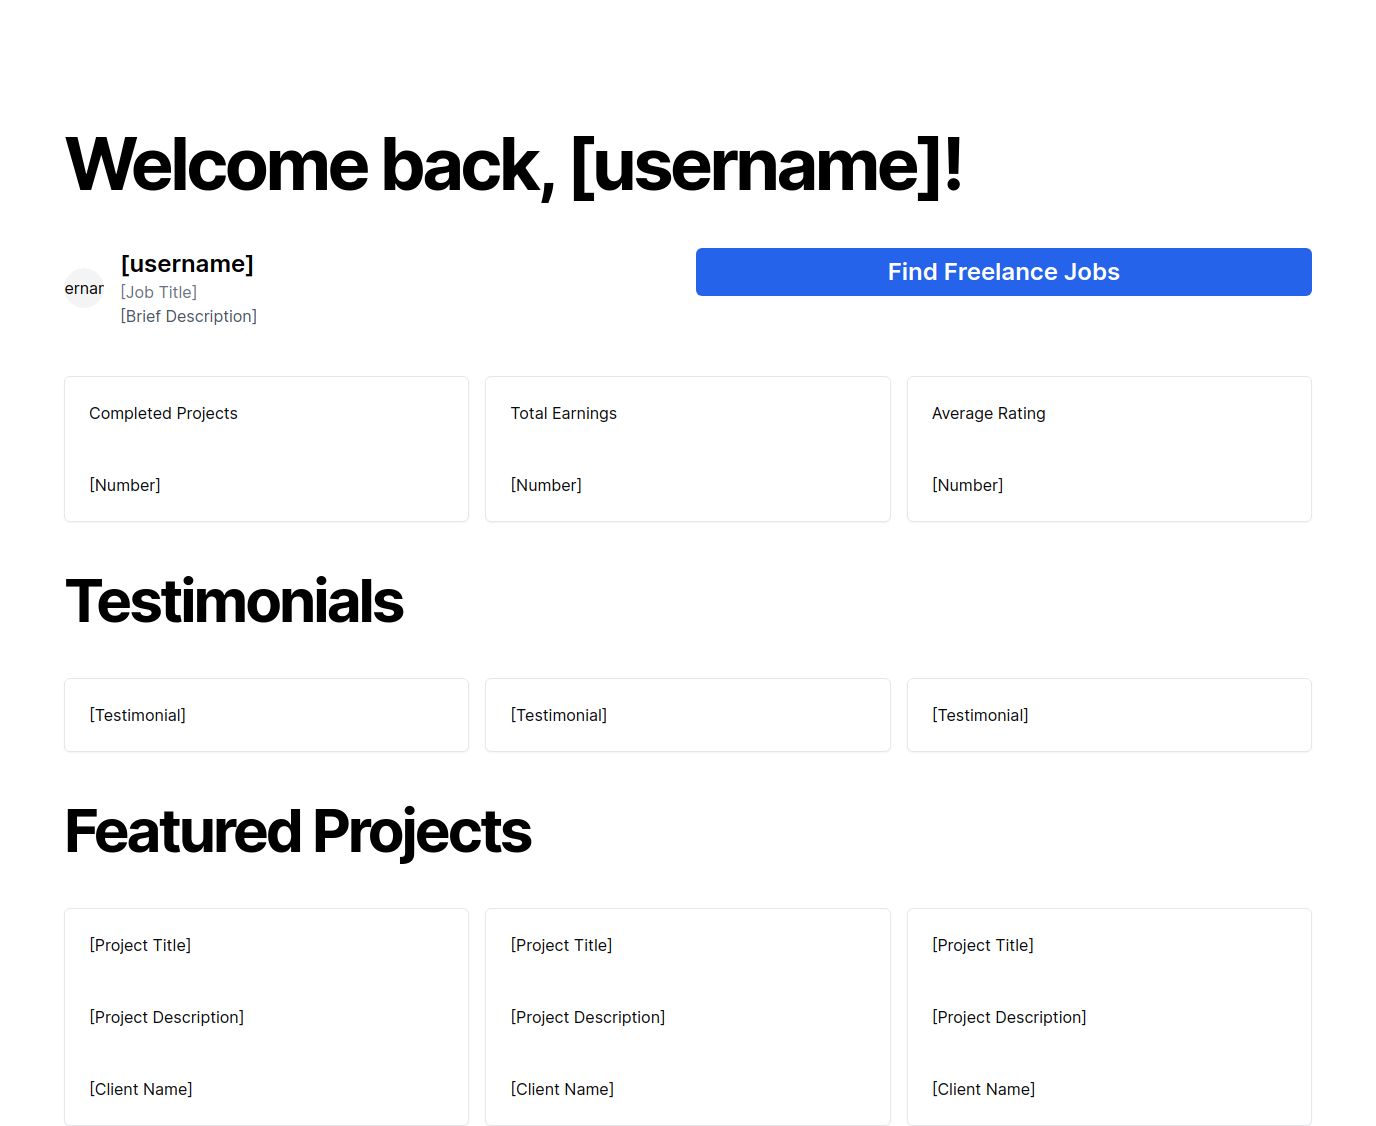 Welcome back, [username]!
ernar
[username]
[Job Title]
[Brief Description]
Find Freelance Jobs
Completed Projects
[Number]
Total Earnings
[Number]
Average Rating
[Number]
Testimonials
[Testimonial]
[Testimonial]
[Testimonial]
Featured Projects
[Project Title]
[Project Description]
[Client Name]
[Project Title]
[Project Description]
[Client Name]
[Project Title]
[Project Description]
[Client Name]